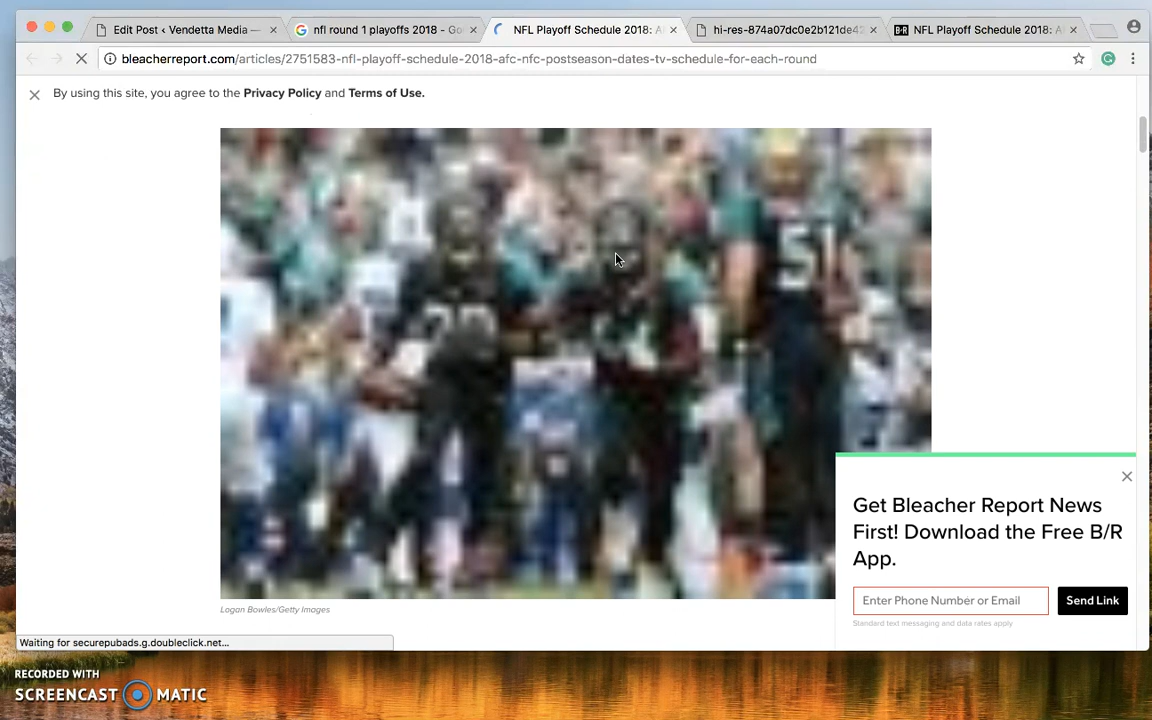 Edit Post ‹ Vendetta Media —
nfl round 1 playoffs 2018 - Go
NFL Playoff Schedule 2018: A
hi-res-874a07dc0e2b121de42
B·R NFL Playoff Schedule 2018: A
bleacherreport.com/articles/2751583-nfl-playoff-schedule-2018-afc-nfc-postseason-dates-tv-schedule-for-each-round
By using this site, you agree to the Privacy Policy and Terms of Use.
51
Get Bleacher Report News
First! Download the Free B/R
App.
Enter Phone Number or Email
Send Link
Standard text messaging and data rates apply
Logan Bowles/Getty Images
Waiting for securepubads.g.doubleclick.net...
RECORDED WITH
SCREENCAST MATIC